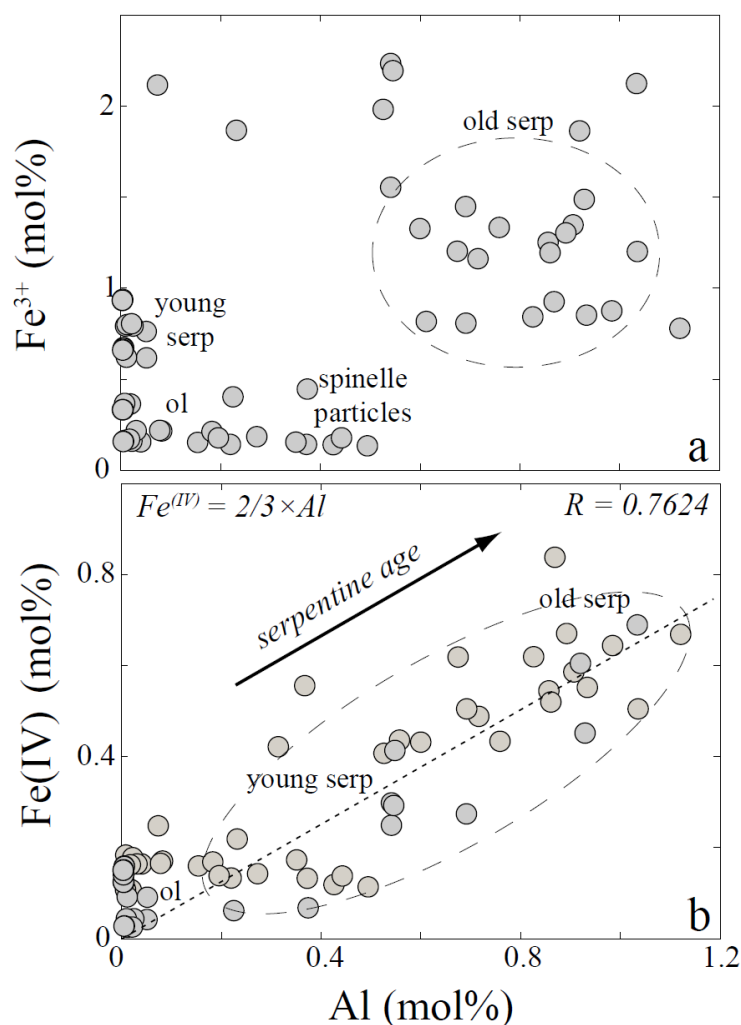 2
old serp
Fe³⁺ (mol%)
1
young
serp
spinelle
particles
ol
0
a
Fe⁽ᴵⱽ⁾ = 2/3×Al
R = 0.7624
serpentine age
0.8
old serp
Fe(IV) (mol%)
0.4
young serp
ol
0
b
0
0.4
0.8
1.2
Al (mol%)